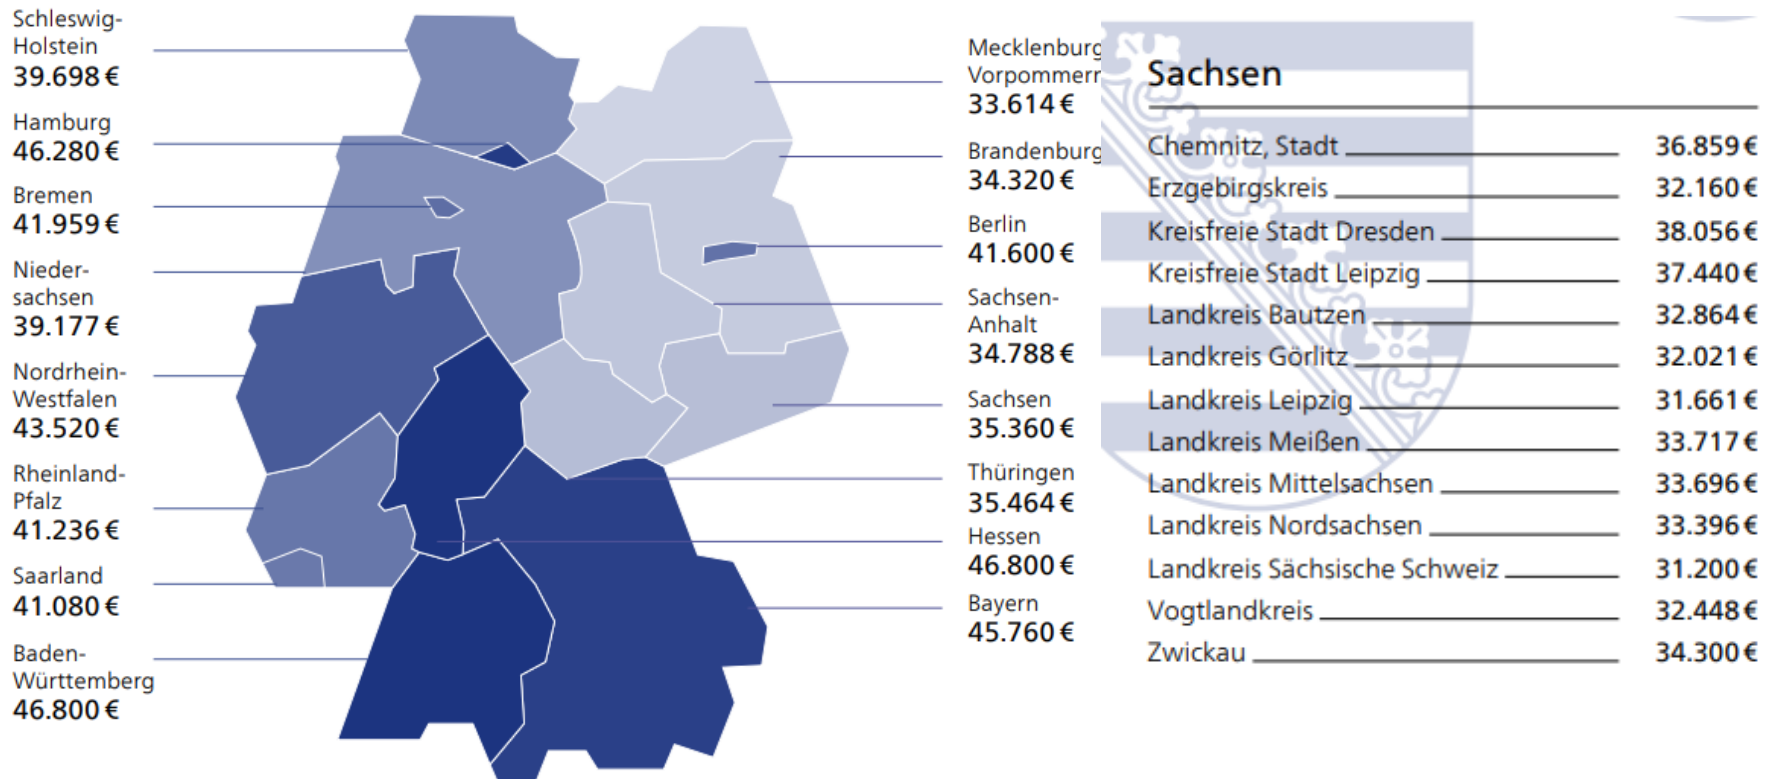 Schleswig-
Holstein
39.698 €
Hamburg
46.280 €
Bremen
41.959 €
Nieder-
sachsen
39.177 €
Nordrhein-
Westfalen
43.520 €
Rheinland-
Pfalz
41.236 €
Saarland
41.080 €
Baden-
Württemberg
46.800 €
Mecklenburg
Vorpommern
33.614 €
Brandenburg
34.320 €
Berlin
41.600 €
Sachsen-
Anhalt
34.788 €
Sachsen
35.360 €
Thüringen
35.464 €
Hessen
46.800 €
Bayern
45.760 €
Sachsen
Chemnitz, Stadt 36.859 €
Erzgebirgskreis 32.160 €
Kreisfreie Stadt Dresden 38.056 €
Kreisfreie Stadt Leipzig 37.440 €
Landkreis Bautzen 32.864 €
Landkreis Görlitz 32.021 €
Landkreis Leipzig 31.661 €
Landkreis Meißen 33.717 €
Landkreis Mittelsachsen 33.696 €
Landkreis Nordsachsen 33.396 €
Landkreis Sächsische Schweiz 31.200 €
Vogtlandkreis 32.448 €
Zwickau 34.300 €